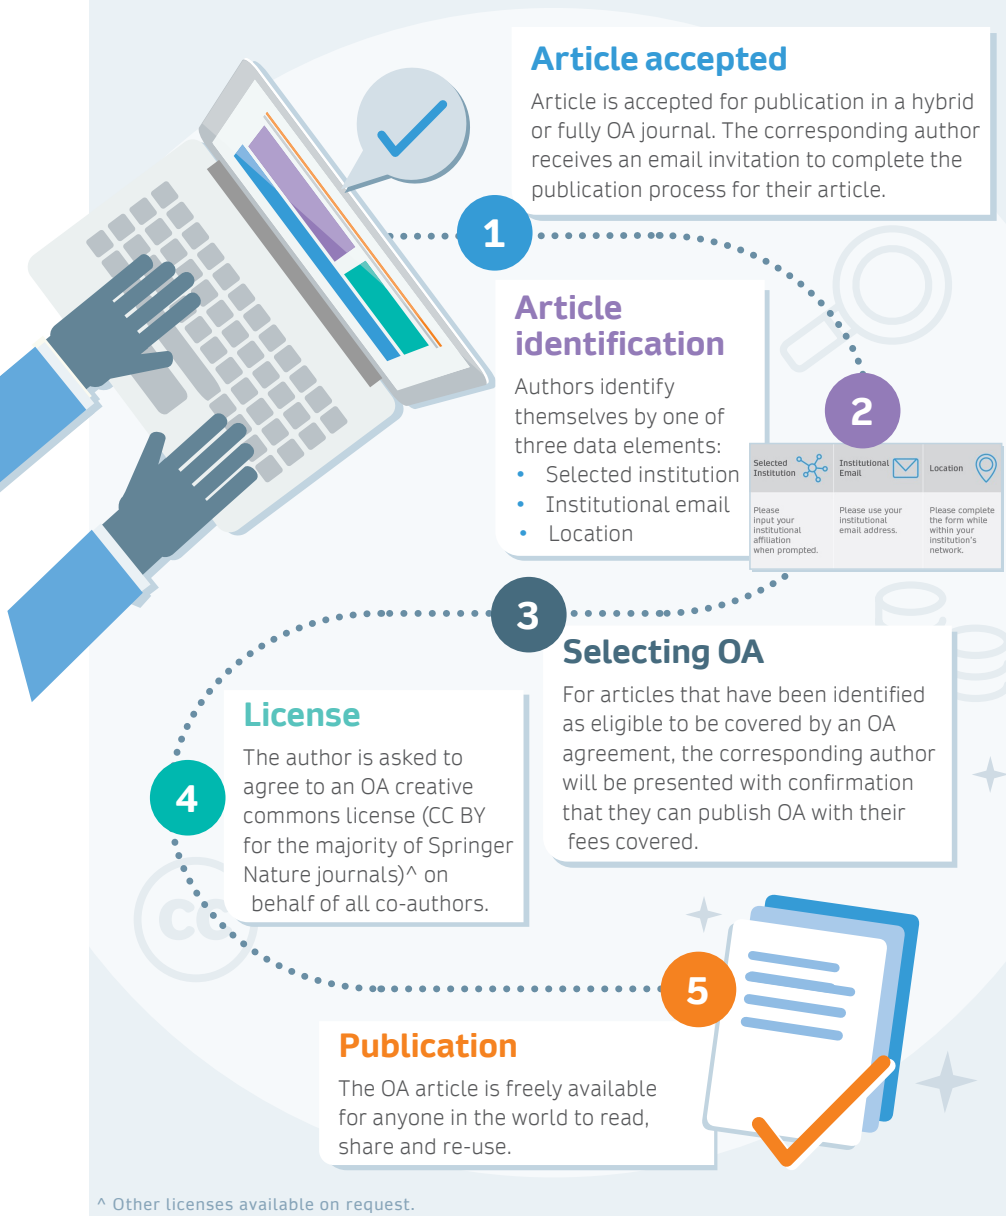 Article accepted
Article is accepted for publication in a hybrid
or fully OA journal. The corresponding author
receives an email invitation to complete the
publication process for their article.
1
Article
identification
Authors identify
themselves by one of
three data elements:
• Selected institution
• Institutional email
• Location
2
Selected
Institution
Please
input your
institutional
affiliation
when prompted.
Institutional
Email
Please use your
institutional
email address.
Location
Please complete
the form while
within your
institution's
network.
3
Selecting OA
For articles that have been identified
as eligible to be covered by an OA
agreement, the corresponding author
will be presented with confirmation
that they can publish OA with their
fees covered.
4
License
The author is asked to
agree to an OA creative
commons license (CC BY
for the majority of Springer
Nature journals)^ on
behalf of all co-authors.
cc
5
Publication
The OA article is freely available
for anyone in the world to read,
share and re-use.
^ Other licenses available on request.